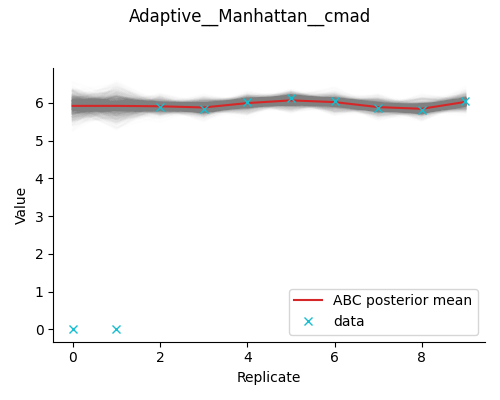 Adaptive__Manhattan__cmad
6
5
4
3
2
1
0
Value
0 2 4 6 8
Replicate
ABC posterior mean
data